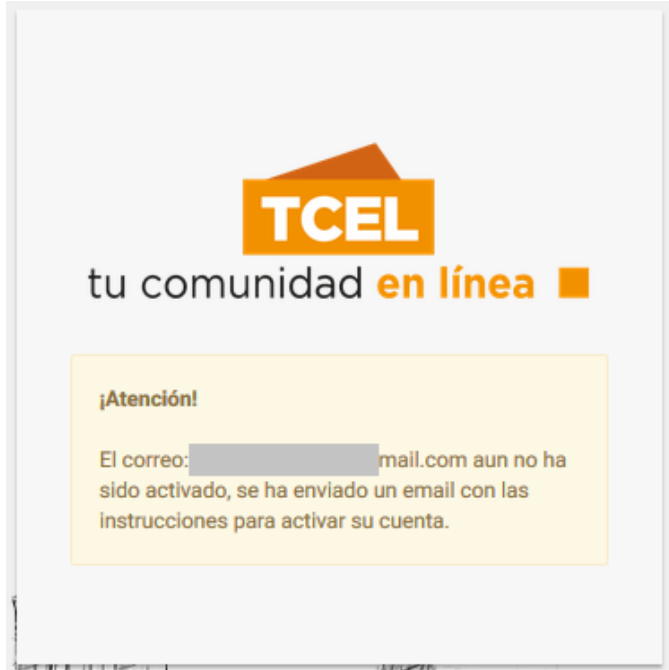 TCEL
tu comunidad en línea
¡Atención!
El correo: mail.com aun no ha
sido activado, se ha enviado un email con las
instrucciones para activar su cuenta.